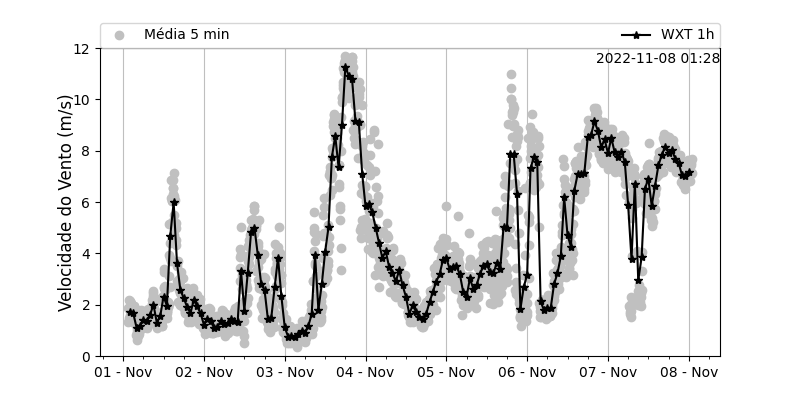 Média 5 min
WXT 1h
2022-11-08 01:28
Velocidade do Vento (m/s)
12
10
8
6
4
2
0
01 - Nov 02 - Nov 03 - Nov 04 - Nov 05 - Nov 06 - Nov 07 - Nov 08 - Nov